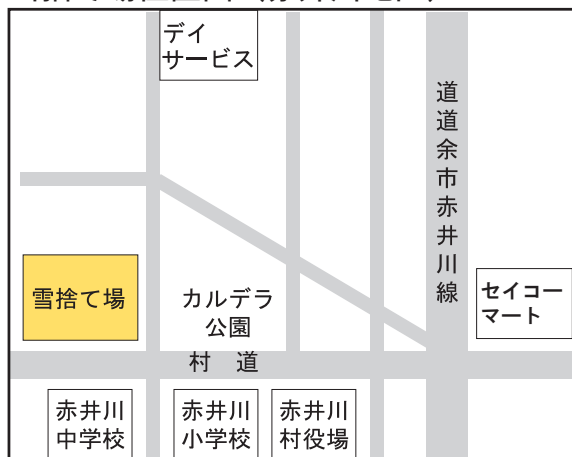 デイ
サービス
道道余市赤井川線
雪捨て場
カルデラ
公園
セイコー
マート
村道
赤井川
中学校
赤井川
小学校
赤井川
村役場